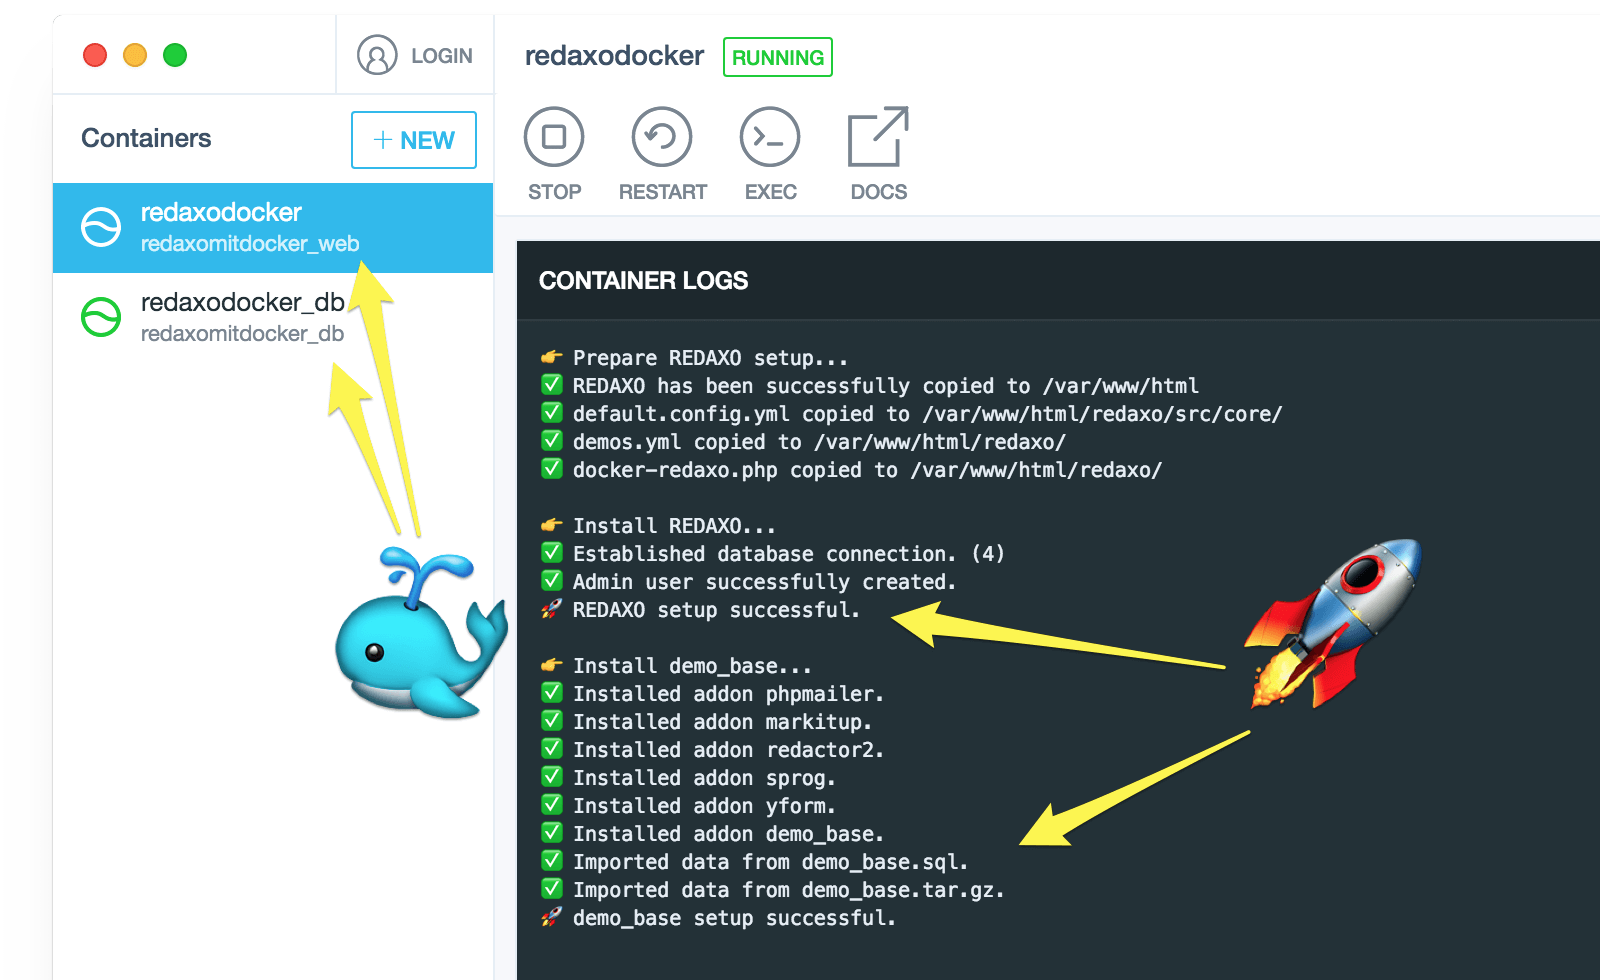 LOGIN
redaxodocker
RUNNING
Containers
+ NEW
STOP
RESTART
EXEC
DOCS
redaxodocker
redaxomitdocker_web
redaxodocker_db
redaxomitdocker_db
CONTAINER LOGS
👉 Prepare REDAXO setup...
✅ REDAXO has been successfully copied to /var/www/html
✅ default.config.yml copied to /var/www/html/redaxo/src/core/
✅ demos.yml copied to /var/www/html/redaxo/
✅ docker-redaxo.php copied to /var/www/html/redaxo/
👉 Install REDAXO...
✅ Established database connection. (4)
✅ Admin user successfully created.
🚀 REDAXO setup successful.
👉 Install demo_base...
✅ Installed addon phpmailer.
✅ Installed addon markitup.
✅ Installed addon redactor2.
✅ Installed addon sprog.
✅ Installed addon yform.
✅ Installed addon demo_base.
✅ Imported data from demo_base.sql.
✅ Imported data from demo_base.tar.gz.
🚀 demo_base setup successful.